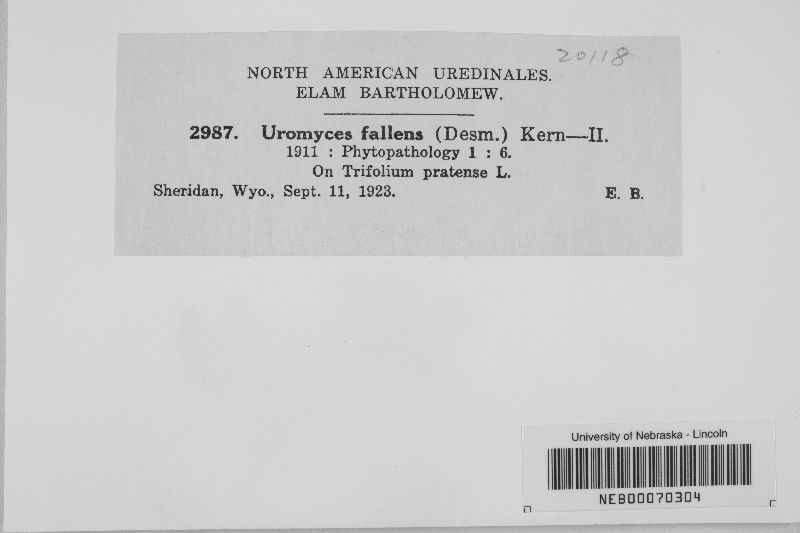 20118
NORTH AMERICAN UREDINALES.
ELAM BARTHOLOMEW.
2987. Uromyces fallens (Desm.) Kern—II.
1911 : Phytopathology 1 : 6.
On Trifolium pratense L.
Sheridan, Wyo., Sept. 11, 1923. E. B.
University of Nebraska - Lincoln
NEB00070304